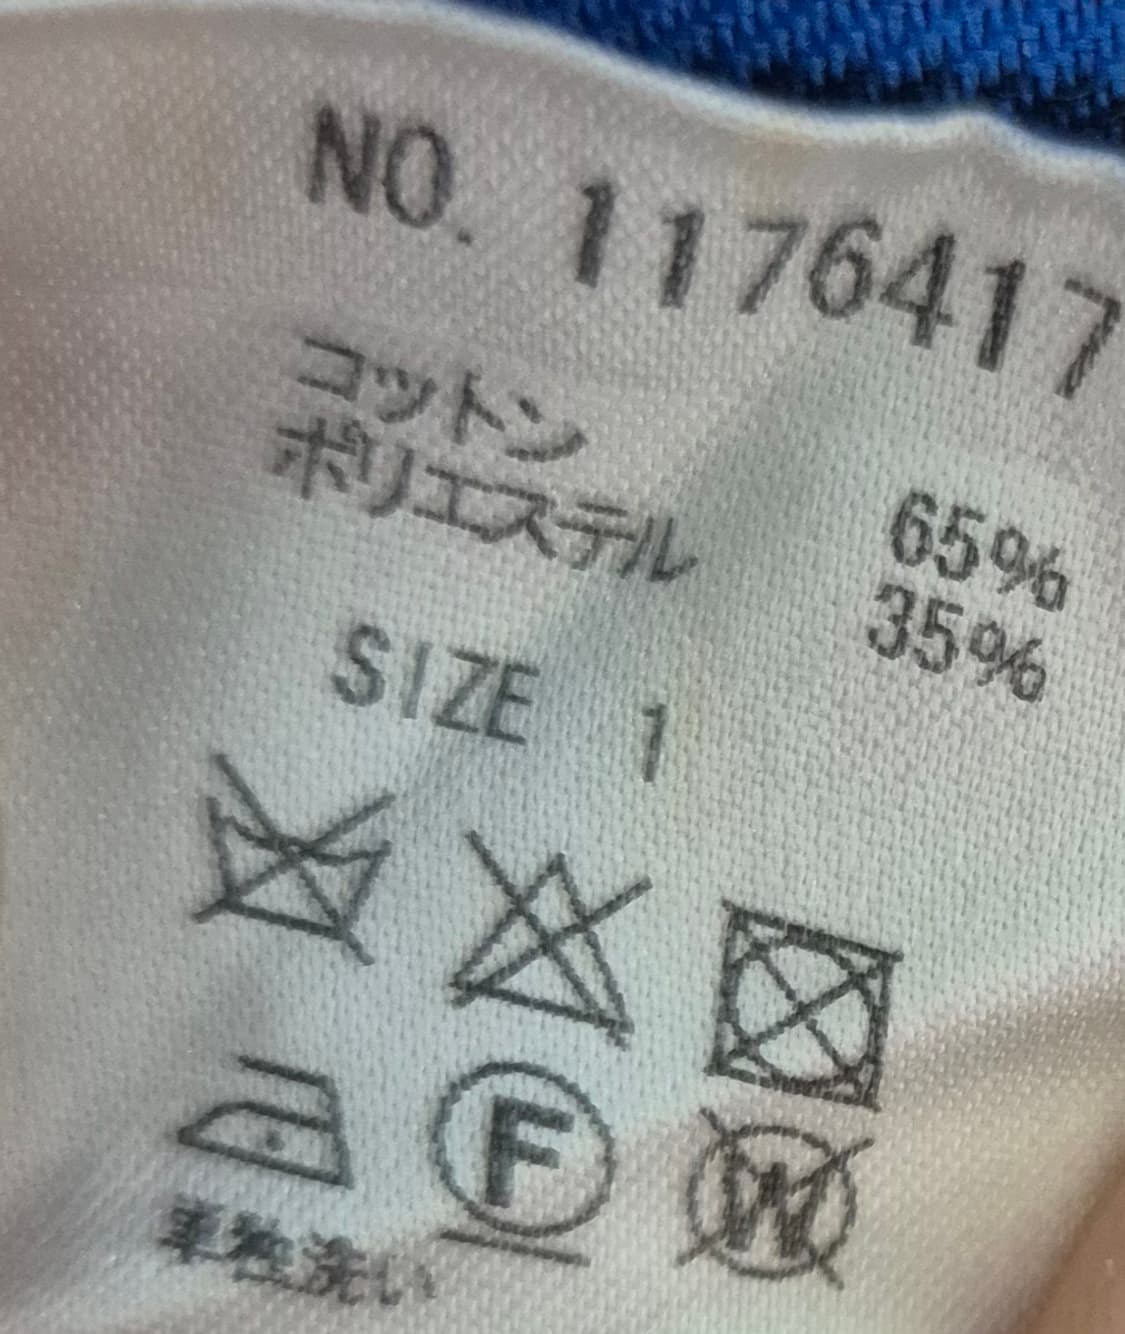 NO. 1176417
コットン 65%
ポリエステル 35%
SIZE 1
F W
単独洗い